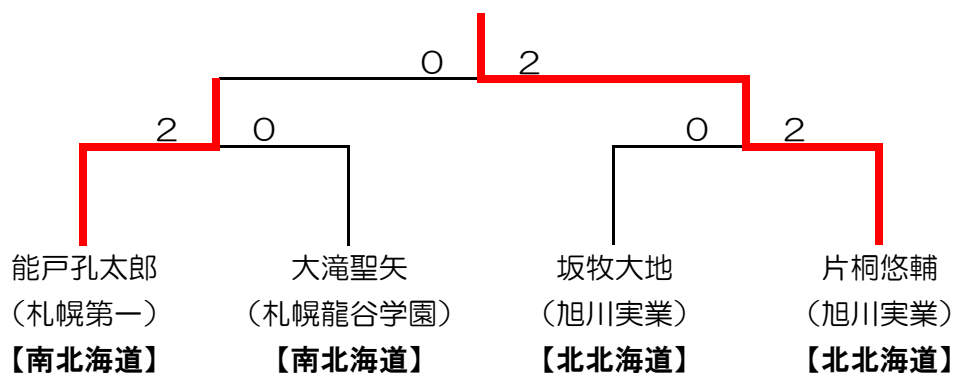 ０ ２
２ ０ ０ ２
能戸孔太郎 大滝聖矢 坂牧大地 片桐悠輔
（札幌第一） （札幌龍谷学園） （旭川実業） （旭川実業）
【南北海道】 【南北海道】 【北北海道】 【北北海道】